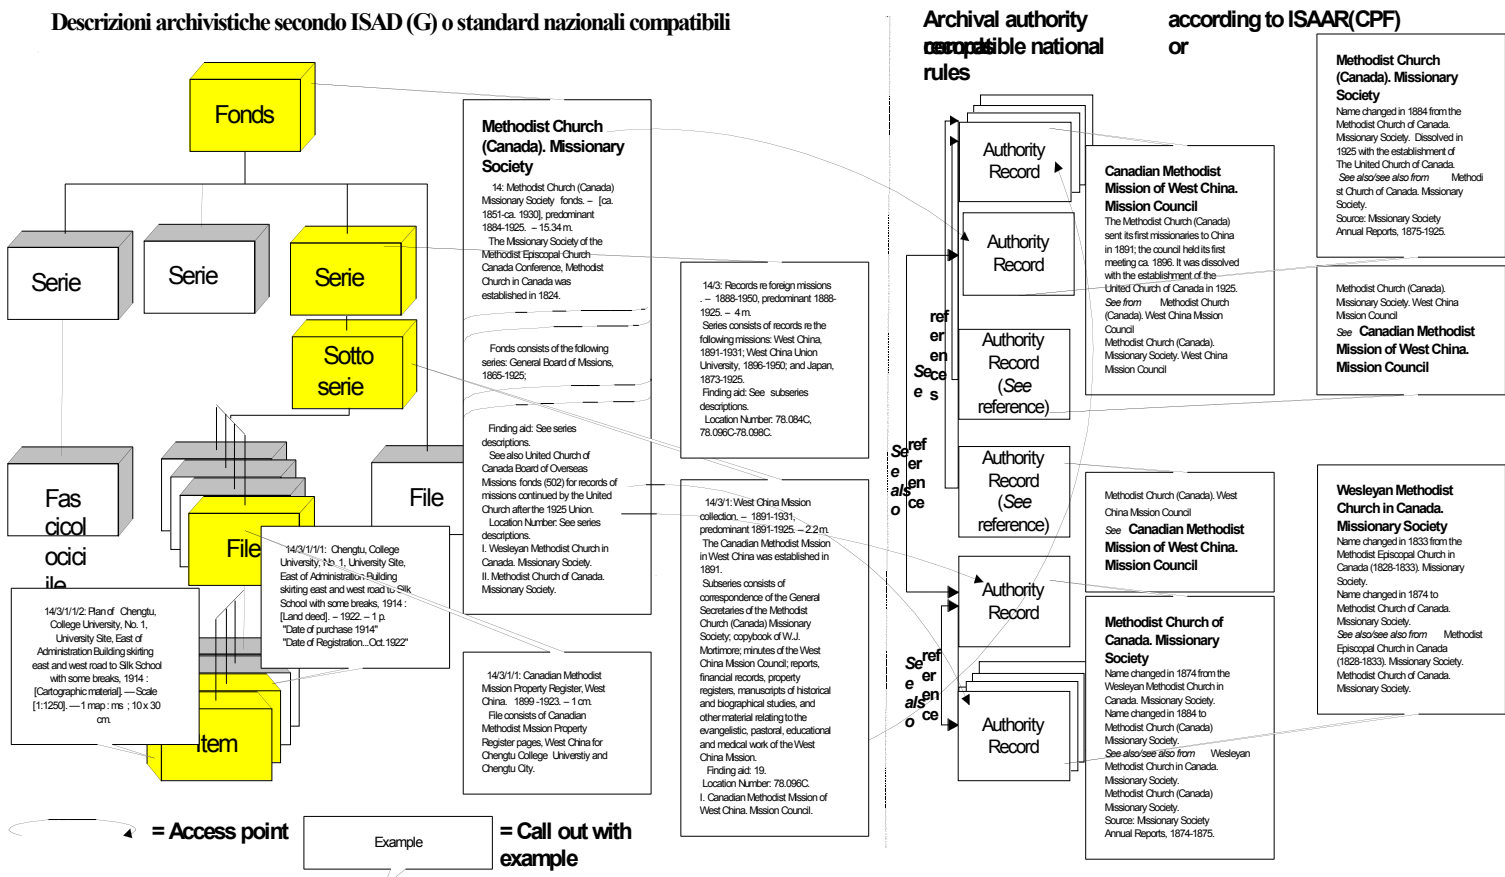 Descrizioni archivistiche secondo ISAD (G) o standard nazionali compatibili
Fonds
Serie
Serie
Serie
Sotto
serie
Fas
cicol
ocici
ile
File
File
Item
Methodist Church
(Canada). Missionary
Society
14: Methodist Church (Canada)
Missionary Society fonds. – [ca.
1851-ca. 1930], predominant
1884-1925. – 15.34 m.
The Missionary Society of the
Methodist Episcopal Church
Canada Conference, Methodist
Church in Canada was
established in 1824.
Fonds consists of the following
series: General Board of Missions,
1865-1925;
Finding aid: See series
descriptions.
See also United Church of
Canada Board of Overseas
Missions fonds (502) for records of
missions continued by the United
Church after the 1925 Union.
Location Number: See series
descriptions.
I. Wesleyan Methodist Church in
Canada. Missionary Society.
II. Methodist Church of Canada.
Missionary Society.
14/3: Records re foreign missions
. – 1888-1950, predominant 1888-
1925. – 4 m.
Series consists of records re the
following missions: West China,
1891-1931; West China Union
University, 1896-1950; and Japan,
1873-1925.
Finding aid: See subseries
descriptions.
Location Number: 78.084C,
78.096C-78.098C.
14/3/1: West China Mission
collection. – 1891-1931,
predominant 1891-1925. – 2.2 m.
The Canadian Methodist Mission
in West China was established in
1891.
Subseries consists of
correspondence of the General
Secretaries of the Methodist
Church (Canada) Missionary
Society; copybook of W.J.
Mortimore; minutes of the West
China Mission Council; reports,
financial records, property
registers, manuscripts of historical
and biographical studies, and
other material relating to the
evangelistic, pastoral, educational
and medical work of the West
China Mission.
Finding aid: 19.
Location Number: 78.096C.
I. Canadian Methodist Mission of
West China. Mission Council.
14/3/1/1/1: Chengtu, College
University, No. 1, University Site,
East of Administration Building
skirting east and west road to Silk
School with some breaks, 1914 :
[Land deed]. – 1922. – 1 p.
"Date of purchase 1914"
"Date of Registration...Oct.1922"
14/3/1/1/2: Plan of Chengtu,
College University, No. 1,
University Site, East of
Administration Building skirting
east and west road to Silk School
with some breaks, 1914 :
[Cartographic material]. — Scale
[1:1250]. — 1 map : ms ; 10 x 30
cm.
14/3/1/1: Canadian Methodist
Mission Property Register, West
China. 1899 -1923. – 1 cm.
File consists of Canadian
Methodist Mission Property
Register pages, West China for
Chengtu College Universtiy and
Chengtu City.
= Access point
Example
= Call out with
example
Archival authority
records
according to ISAAR(CPF)
or
compatible national
rules
Authority
Record
Authority
Record
Authority
Record
(See
reference)
Authority
Record
(See
reference)
Authority
Record
Authority
Record
Se
e
ref
er
en
ce
s
Se
e
als
o
ref
er
en
ce
Se
e
als
o
ref
er
en
ce
Canadian Methodist
Mission of West China.
Mission Council
The Methodist Church (Canada)
sent its first missionaries to China
in 1891; the council held its first
meeting ca. 1896. It was dissolved
with the establishment of the
United Church of Canada in 1925.
See from Methodist Church
(Canada). West China Mission
Council
Methodist Church (Canada).
Missionary Society. West China
Mission Council
Methodist Church (Canada). West
China Mission Council
See Canadian Methodist
Mission of West China.
Mission Council
Methodist Church of
Canada. Missionary
Society
Name changed in 1874 from the
Wesleyan Methodist Church in
Canada. Missionary Society.
Name changed in 1884 to
Methodist Church (Canada)
Missionary Society.
See also/see also from Wesleyan
Methodist Church in Canada.
Missionary Society.
Methodist Church (Canada)
Missionary Society.
Source: Missionary Society
Annual Reports, 1874-1875.
Methodist Church
(Canada). Missionary
Society
Name changed in 1884 from the
Methodist Church of Canada.
Missionary Society. Dissolved in
1925 with the establishment of
The United Church of Canada.
See also/see also from Methodi
st Church of Canada. Missionary
Society.
Source: Missionary Society
Annual Reports, 1875-1925.
Methodist Church (Canada).
Missionary Society. West China
Mission Council
See Canadian Methodist
Mission of West China.
Mission Council
Wesleyan Methodist
Church in Canada.
Missionary Society
Name changed in 1833 from the
Methodist Episcopal Church in
Canada (1828-1833). Missionary
Society.
Name changed in 1874 to
Methodist Church of Canada.
Missionary Society.
See also/see also from Methodist
Episcopal Church in Canada
(1828-1833). Missionary Society.
Methodist Church of Canada.
Missionary Society.